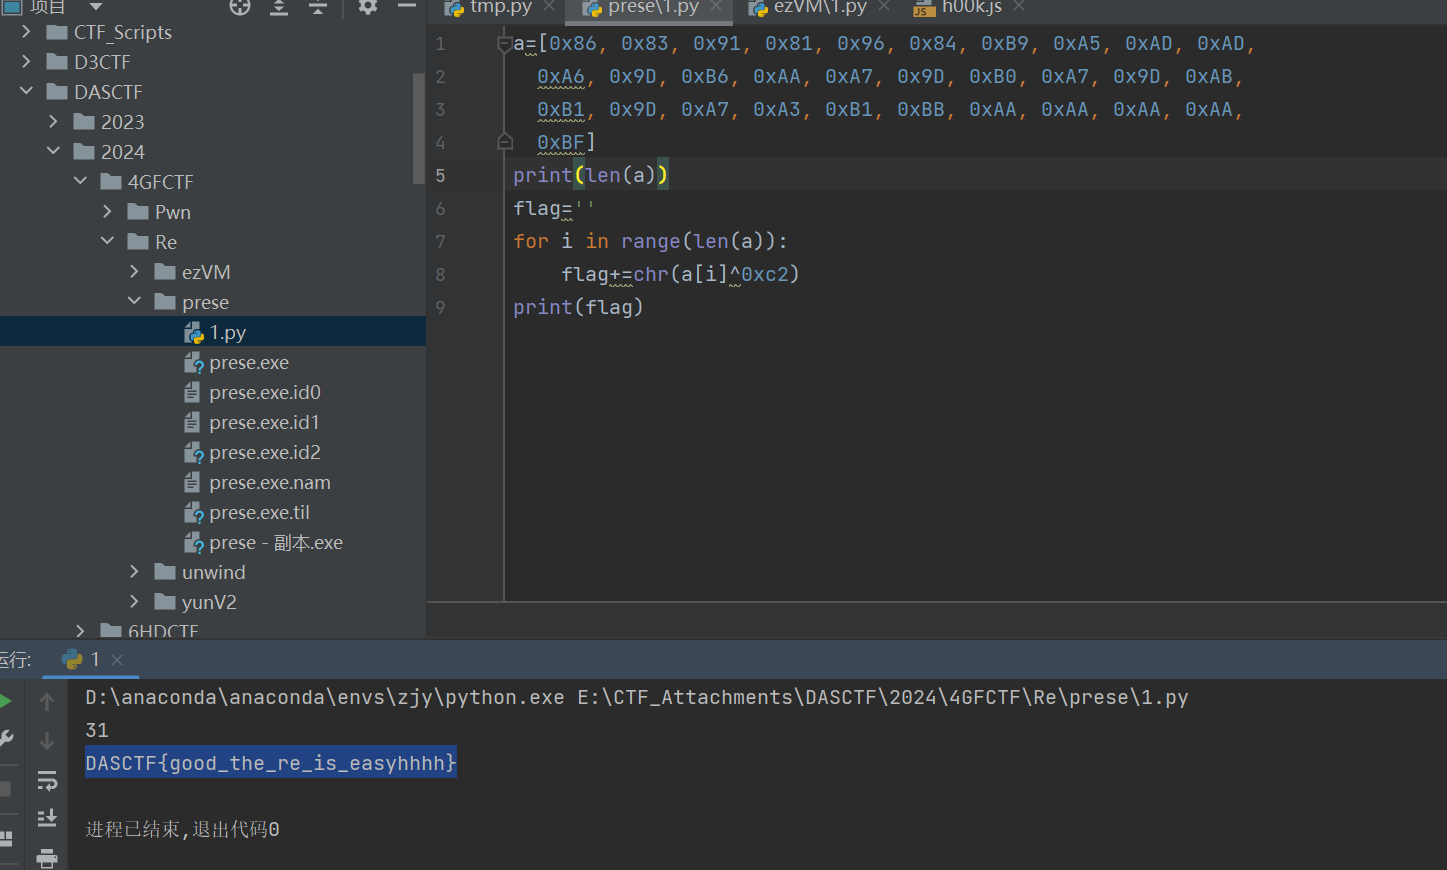 项目
tmp.py
prese\1.py
ezVM\1.py
h00k.js
CTF_Scripts
D3CTF
DASCTF
2023
2024
4GFCTF
Pwn
Re
ezVM
prese
1.py
prese.exe
prese.exe.id0
prese.exe.id1
prese.exe.id2
prese.exe.nam
prese.exe.til
prese - 副本.exe
unwind
yunV2
6HDCTF
1 a=[0x86, 0x83, 0x91, 0x81, 0x96, 0x84, 0xB9, 0xA5, 0xAD, 0xAD,
2 0xA6, 0x9D, 0xB6, 0xAA, 0xA7, 0x9D, 0xB0, 0xA7, 0x9D, 0xAB,
3 0xB1, 0x9D, 0xA7, 0xA3, 0xB1, 0xBB, 0xAA, 0xAA, 0xAA, 0xAA,
4 0xBF]
5 print(len(a))
6 flag=''
7 for i in range(len(a)):
8 flag+=chr(a[i]^0xc2)
9 print(flag)
运行:
1
D:\anaconda\anaconda\envs\zjy\python.exe E:\CTF_Attachments\DASCTF\2024\4GFCTF\Re\prese\1.py
31
DASCTF{good_the_re_is_easyhhhh}
进程已结束,退出代码0